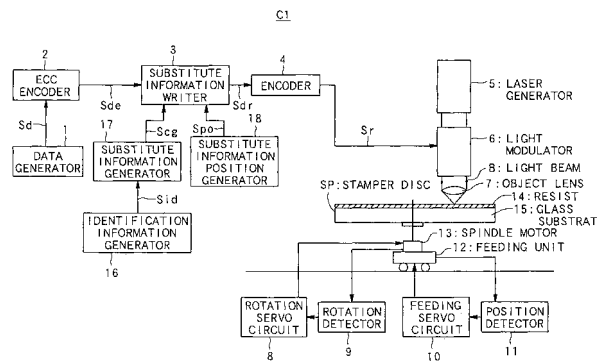 C1
2
ECC
ENCODER
3
SUBSTITUTE
INFORMATION
WRITER
4
ENCODER
Sde
Sdr
Sd
1
DATA
GENERATOR
17
SUBSTITUTE
INFORMATION
GENERATOR
Scg
Spo
18
SUBSTITUTE
INFORMATION
POSITION
GENERATOR
Sid
IDENTIFICATION
INFORMATION
GENERATOR
16
Sr
5: LASER
GENERATOR
6: LIGHT
MODULATOR
8: LIGHT BEAM
7: OBJECT LENS
SP: STAMPER DISC
14: RESIST
15: GLASS
SUBSTRAT
13: SPINDLE MOTOR
12: FEEDING UNIT
ROTATION
SERVO
CIRCUIT
8
ROTATION
DETECTOR
9
FEEDING
SERVO
CIRCUIT
10
POSITION
DETECTOR
11